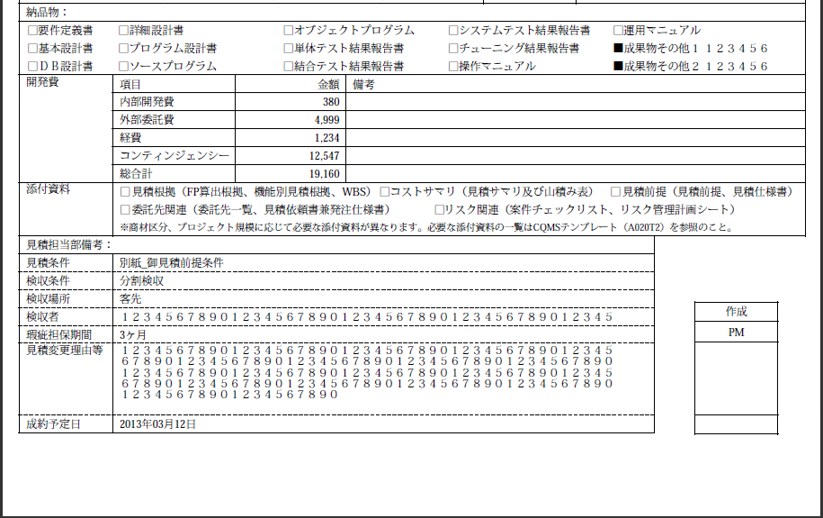 納品物：
□要件定義書 □詳細設計書 □オブジェクトプログラム □システムテスト結果報告書 □運用マニュアル
□基本設計書 □プログラム設計書 □単体テスト結果報告書 □チューニング結果報告書 ■成果物その他１１２３４５６
□ＤＢ設計書 □ソースプログラム □結合テスト結果報告書 □操作マニュアル ■成果物その他２１２３４５６
開発費 項目 金額 備考
内部開発費 380
外部委託費 4,999
経費 1,234
コンティンジェンシー 12,547
総合計 19,160
添付資料 □見積根拠（FP算出根拠、機能別見積根拠、WBS） □コストサマリ（見積サマリ及び山積み表） □見積前提（見積前提、見積仕様書）
□委託先関連（委託先一覧、見積依頼書兼発注仕様書） □リスク関連（案件チェックリスト、リスク管理計画シート）
※商材区分、プロジェクト規模に応じて必要な添付資料が異なります。必要な添付資料の一覧はCQMSテンプレート（A020T2）を参照のこと。
見積担当部備考：
見積条件 別紙_御見積前提条件
検収条件 分割検収
検収場所 客先
検収者 １２３４５６７８９０１２３４５６７８９０１２３４５６７８９０１２３４５６７８９０１２３４５
瑕疵担保期間 3ヶ月
見積変更理由等 １２３４５６７８９０１２３４５６７８９０１２３４５６７８９０１２３４５６７８９０１２３４５
６７８９０１２３４５６７８９０１２３４５６７８９０１２３４５６７８９０１２３４５６７８９０
１２３４５６７８９０１２３４５６７８９０１２３４５６７８９０１２３４５６７８９０１２３４５
６７８９０１２３４５６７８９０１２３４５６７８９０１２３４５６７８９０１２３４５６７８９０
１２３４５６７８９０１２３４５６７８９０
成約予定日 2013年03月12日
作成
PM